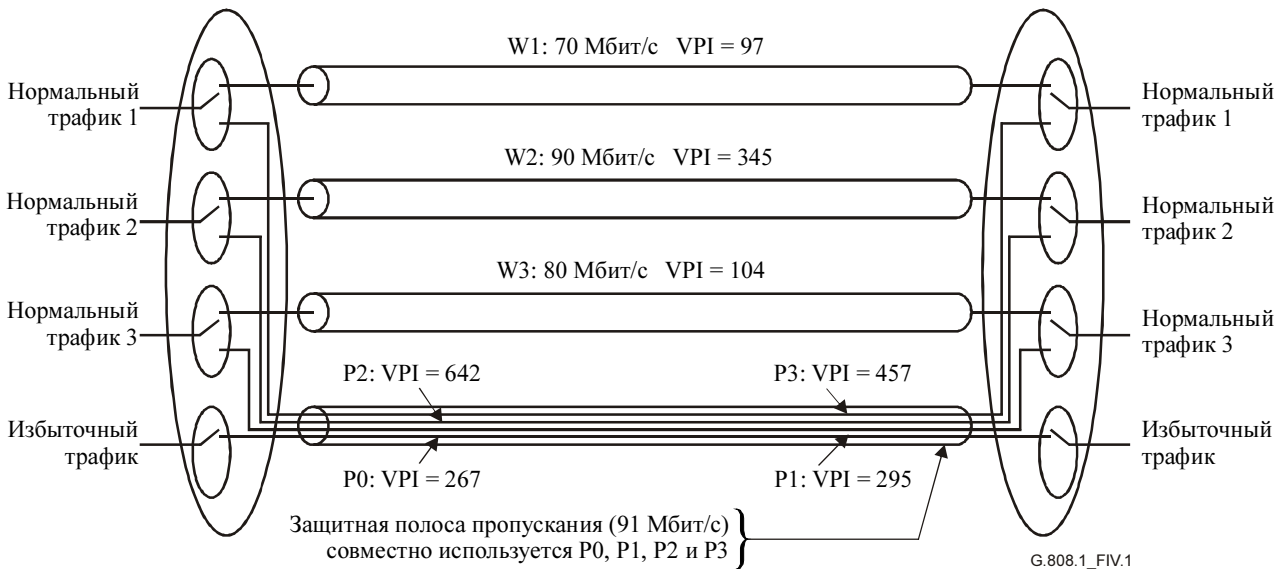 W1: 70 Мбит/с VPI = 97
Нормальный
трафик 1
Нормальный
трафик 1
W2: 90 Мбит/с VPI = 345
Нормальный
трафик 2
Нормальный
трафик 2
W3: 80 Мбит/с VPI = 104
Нормальный
трафик 3
Нормальный
трафик 3
P2: VPI = 642
P3: VPI = 457
Избыточный
трафик
Избыточный
трафик
P0: VPI = 267
P1: VPI = 295
Защитная полоса пропускания (91 Мбит/с)
совместно используется P0, P1, P2 и P3
G.808.1_FIV.1